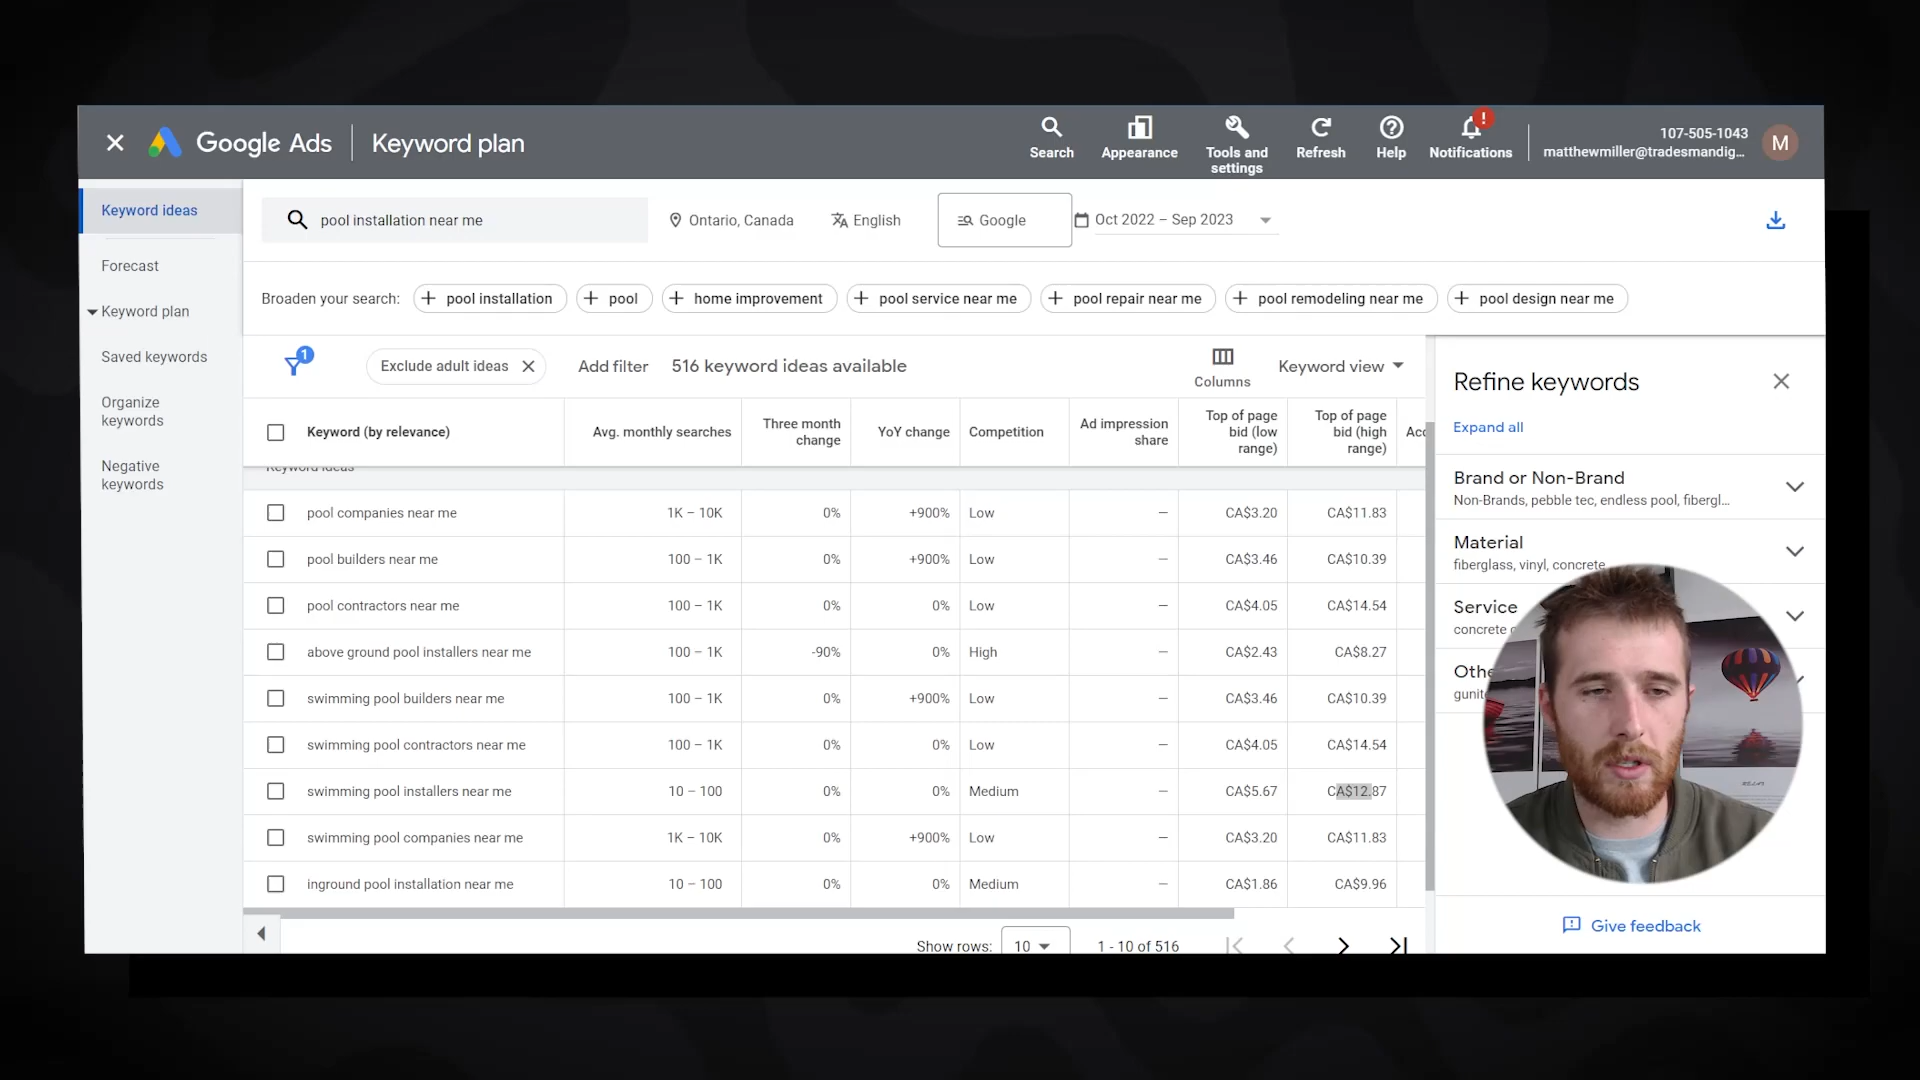 Google Ads
Keyword plan
Search
Appearance
Tools and settings
Refresh
Help
Notifications
!
107-505-1043
matthewmiller@tradesmandig...
M
Keyword ideas
Forecast
Keyword plan
Saved keywords
Organize keywords
Negative keywords
pool installation near me
Ontario, Canada
English
Google
Oct 2022 – Sep 2023
Broaden your search:
pool installation
pool
home improvement
pool service near me
pool repair near me
pool remodeling near me
pool design near me
1
Exclude adult ideas
Add filter
516 keyword ideas available
Columns
Keyword view
Keyword (by relevance) Avg. monthly searches Three month change YoY change Competition Ad impression share Top of page bid (low range) Top of page bid (high range) Acc
Keyword ideas
pool companies near me 1K – 10K 0% +900% Low – CA$3.20 CA$11.83
pool builders near me 100 – 1K 0% +900% Low – CA$3.46 CA$10.39
pool contractors near me 100 – 1K 0% 0% Low – CA$4.05 CA$14.54
above ground pool installers near me 100 – 1K -90% 0% High – CA$2.43 CA$8.27
swimming pool builders near me 100 – 1K 0% +900% Low – CA$3.46 CA$10.39
swimming pool contractors near me 100 – 1K 0% 0% Low – CA$4.05 CA$14.54
swimming pool installers near me 10 – 100 0% 0% Medium – CA$5.67 CA$12.87
swimming pool companies near me 1K – 10K 0% +900% Low – CA$3.20 CA$11.83
inground pool installation near me 10 – 100 0% 0% Medium – CA$1.86 CA$9.96
Show rows: 10
1 - 10 of 516
Refine keywords
Expand all
Brand or Non-Brand
Non-Brands, pebble tec, endless pool, fibergl...
Material
fiberglass, vinyl, concrete
Service
concrete
Othe
gunit
Give feedback